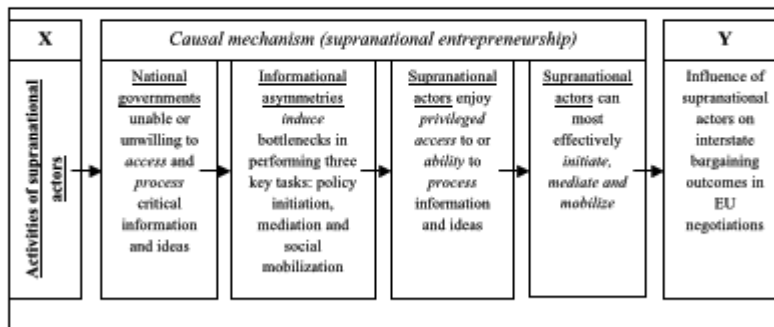 X
Causal mechanism (supranational entrepreneurship)
Y
Activities of supranational
actors
National
governments
unable or
unwilling to
access and
process
critical
information
and ideas
Informational
asymmetries
induce
bottlenecks in
performing three
key tasks: policy
initiation,
mediation and
social
mobilization
Supranational
actors enjoy
privileged
access to or
ability to
process
information
and ideas
Supranational
actors can
most
effectively
initiate,
mediate and
mobilize
Influence of
supranational
actors on
interstate
bargaining
outcomes in
EU
negotiations